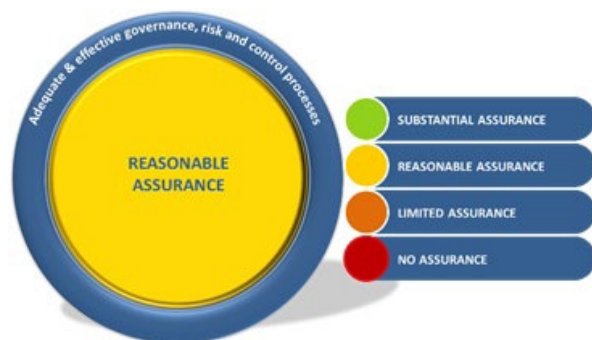 Adequate & effective governance, risk and control processes
REASONABLE
ASSURANCE
SUBSTANTIAL ASSURANCE
REASONABLE ASSURANCE
LIMITED ASSURANCE
NO ASSURANCE